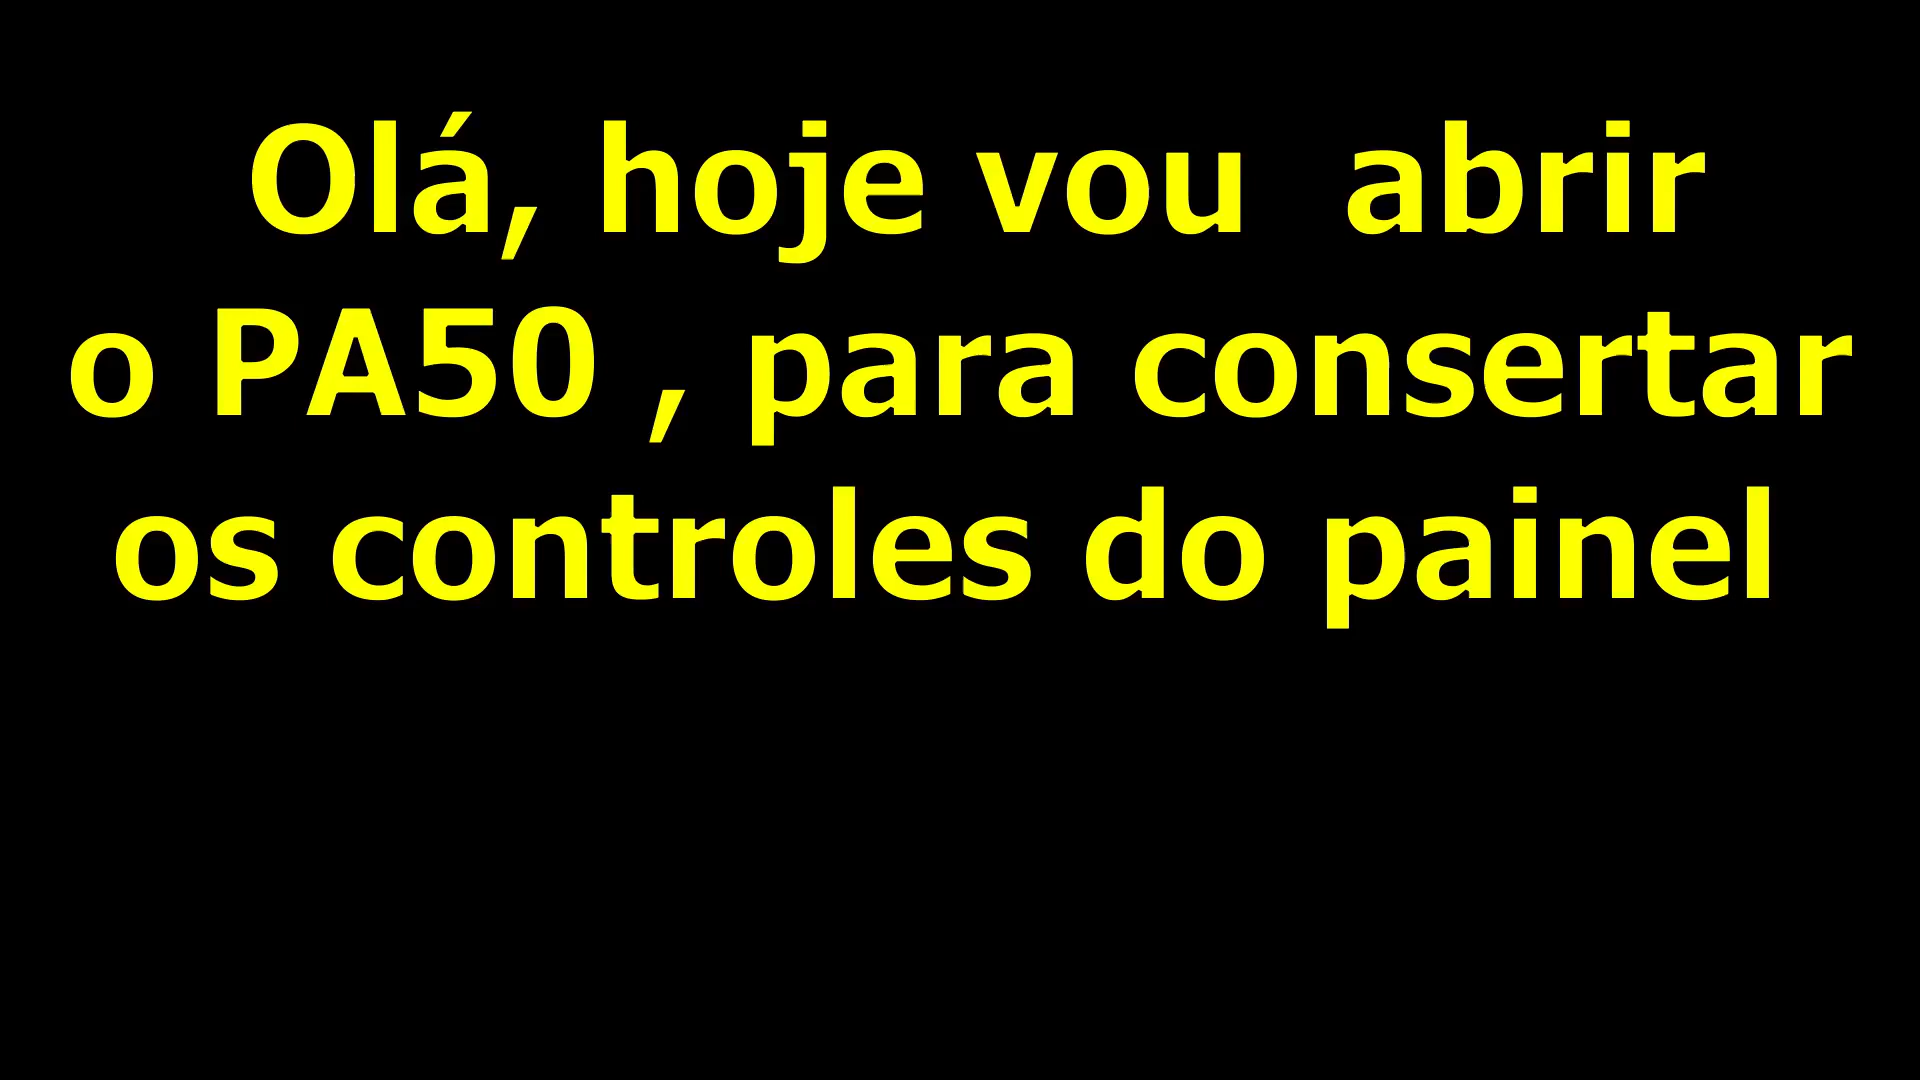 Olá, hoje vou  abrir
o PA50 , para consertar
os controles do painel